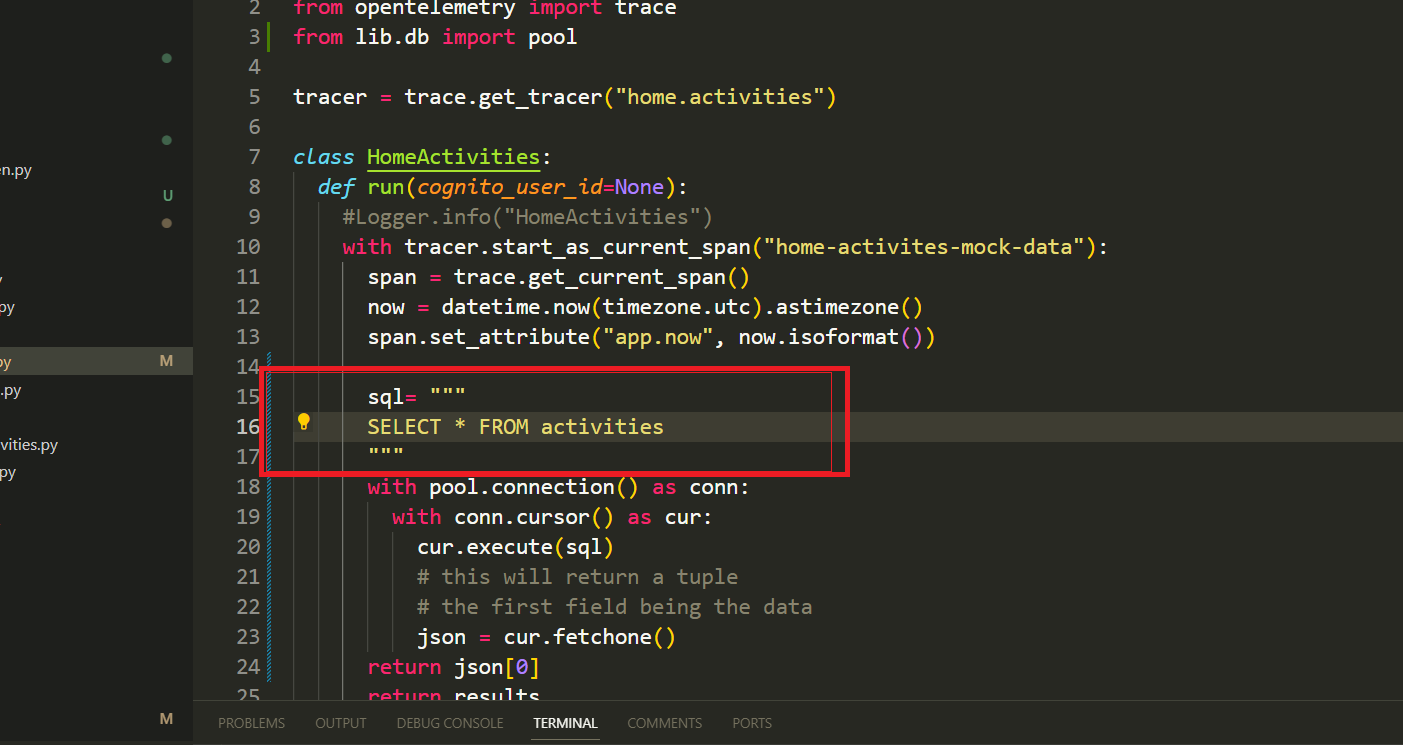 2 from opentelemetry import trace
3 from lib.db import pool
4
5 tracer = trace.get_tracer("home.activities")
6
7 class HomeActivities:
8 def run(cognito_user_id=None):
9 #Logger.info("HomeActivities")
10 with tracer.start_as_current_span("home-activites-mock-data"):
11 span = trace.get_current_span()
12 now = datetime.now(timezone.utc).astimezone()
13 span.set_attribute("app.now", now.isoformat())
14
15 sql= """
16 SELECT * FROM activities
17 """
18 with pool.connection() as conn:
19 with conn.cursor() as cur:
20 cur.execute(sql)
21 # this will return a tuple
22 # the first field being the data
23 json = cur.fetchone()
24 return json[0]
25 return results
n.py
U
py
py M
.py
vities.py
py
M
PROBLEMS OUTPUT DEBUG CONSOLE TERMINAL COMMENTS PORTS